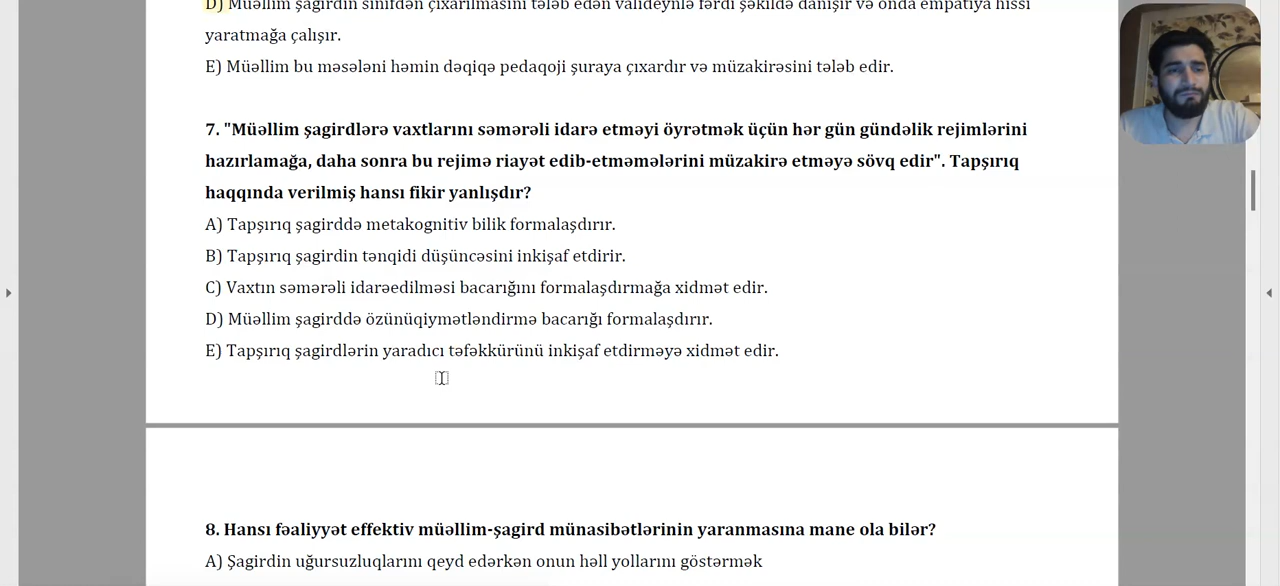 D) Müəllim şagirdin sinifdən çıxarılmasını tələb edən valideynlə fərdi şəkildə danışır və onda empatiya hissi
yaratmağa çalışır.
E) Müəllim bu məsələni həmin dəqiqə pedaqoji şuraya çıxardır və müzakirəsini tələb edir.
7. "Müəllim şagirdlərə vaxtlarını səmərəli idarə etməyi öyrətmək üçün hər gün gündəlik rejimlərini
hazırlamağa, daha sonra bu rejimə riayət edib-etməmələrini müzakirə etməyə sövq edir". Tapşırıq
haqqında verilmiş hansı fikir yanlışdır?
A) Tapşırıq şagirddə metakognitiv bilik formalaşdırır.
B) Tapşırıq şagirdin tənqidi düşüncəsini inkişaf etdirir.
C) Vaxtın səmərəli idarəedilməsi bacarığını formalaşdırmağa xidmət edir.
D) Müəllim şagirddə özünüqiymətləndirmə bacarığı formalaşdırır.
E) Tapşırıq şagirdlərin yaradıcı təfəkkürünü inkişaf etdirməyə xidmət edir.
8. Hansı fəaliyyət effektiv müəllim-şagird münasibətlərinin yaranmasına mane ola bilər?
A) Şagirdin uğursuzluqlarını qeyd edərkən onun həll yollarını göstərmək